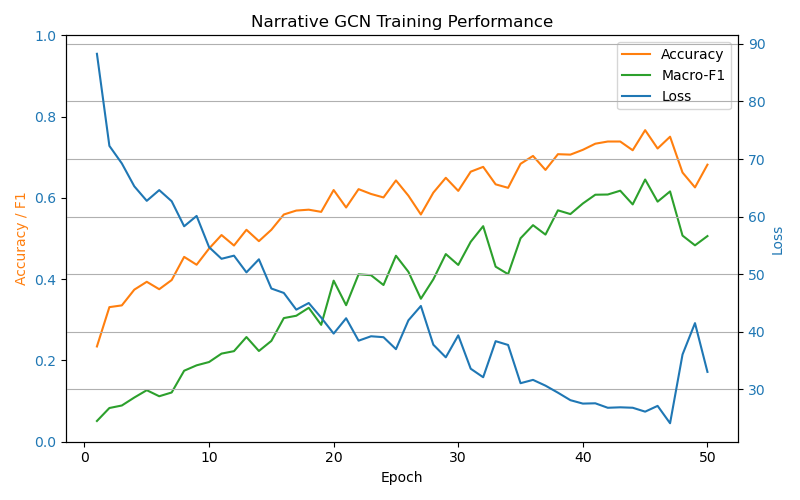 Narrative GCN Training Performance
Accuracy
Macro-F1
Loss
Accuracy / F1
1.0
0.8
0.6
0.4
0.2
0.0
90
80
70
60
50
40
30
Loss
0 10 20 30 40 50
Epoch